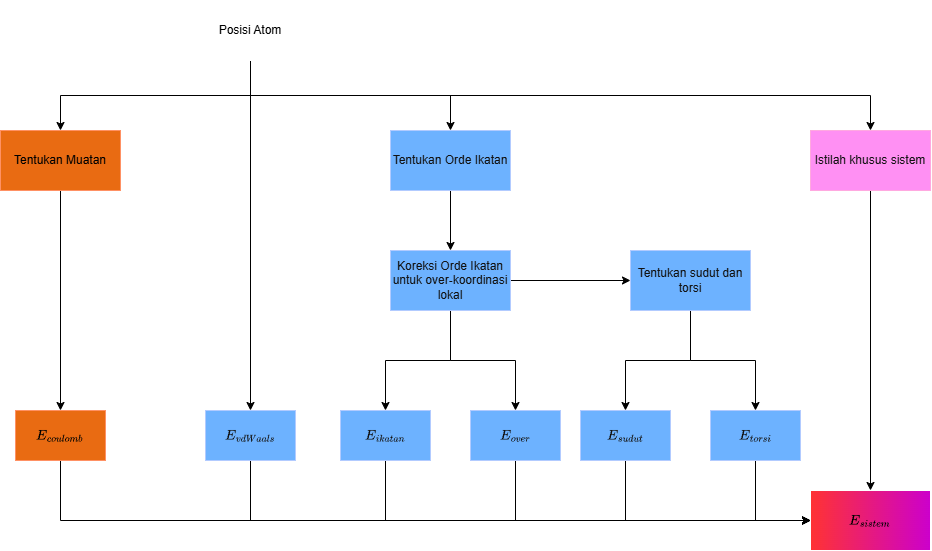 Posisi Atom
Tentukan Muatan
Tentukan Orde Ikatan
Istilah khusus sistem
Koreksi Orde Ikatan
untuk over-koordinasi
lokal
Tentukan sudut dan
torsi
E_{coulomb}
E_{vdWaals}
E_{ikatan}
E_{over}
E_{sudut}
E_{torsi}
E_{sistem}